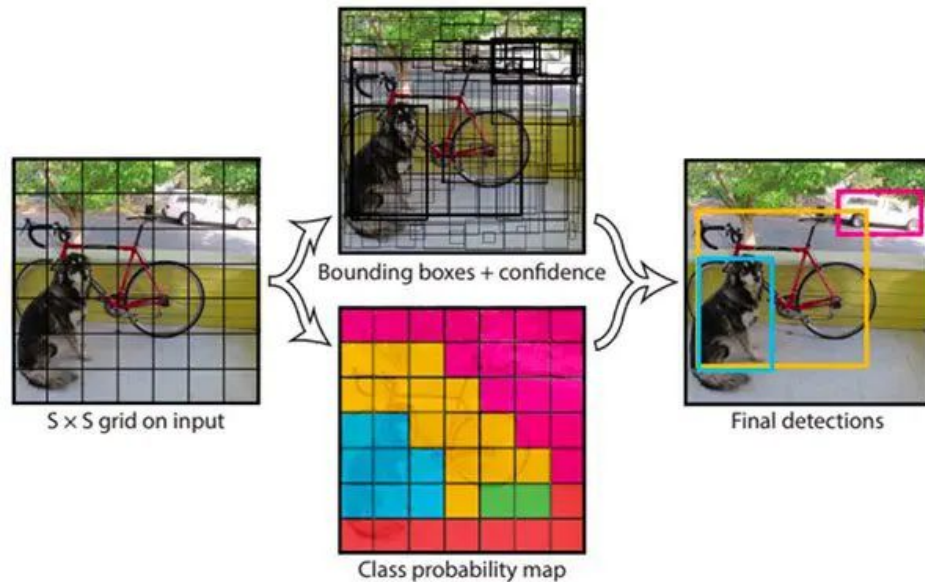 Bounding boxes + confidence
S × S grid on input
Final detections
Class probability map